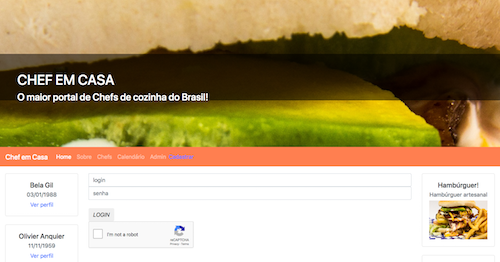 CHEF EM CASA
O maior portal de Chefs de cozinha do Brasil!
Chef em Casa Home Sobre Chefs Calendário Admin
Bela Gil
03/01/1988
Ver perfil
Olivier Anquier
11/11/1959
Ver perfil
login
senha
LOGIN
I'm not a robot
reCAPTCHA
Privacy - Terms
Hambúrguer!
Hambúrguer artesanal